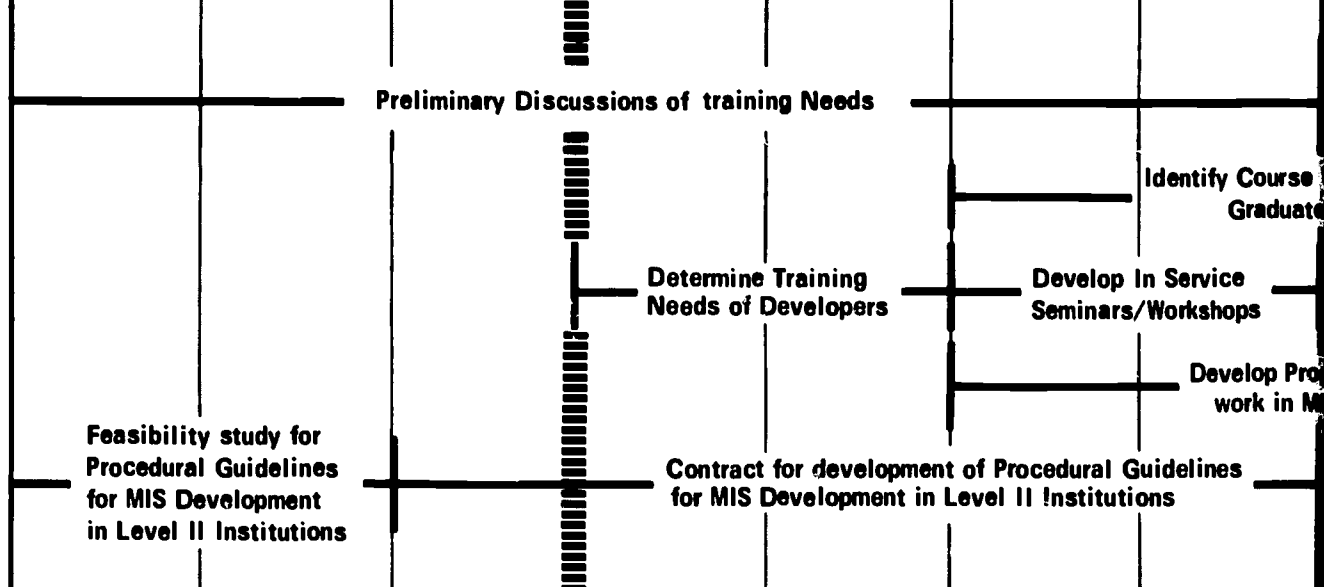 Preliminary Discussions of training Needs
Identify Course
Graduate
Determine Training
Needs of Developers
Develop In Service
Seminars/Workshops
Develop
work in
Feasibility study for
Procedural Guidelines
for MIS Development
in Level II Institutions
Contract for development of Procedural Guidelines
for MIS Development in Level II Institutions